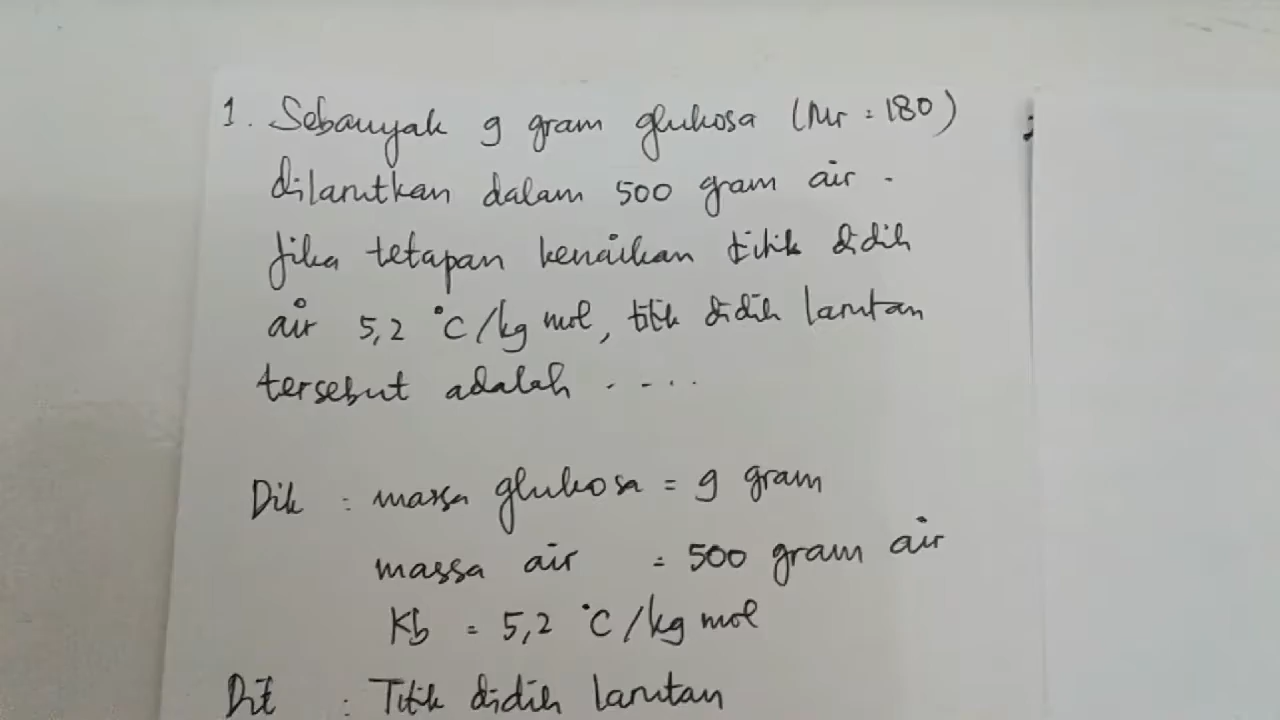 1. Sebanyak 9 gram glukosa (Mr = 180)
dilarutkan dalam 500 gram air.
Jika tetapan kenaikan titik didih
air 5,2 °C/kg mol, titik didih larutan
tersebut adalah .....
Dik : massa glukosa = 9 gram
massa air = 500 gram air
Kb = 5,2 °C/kg mol
Dit : Titik didih larutan